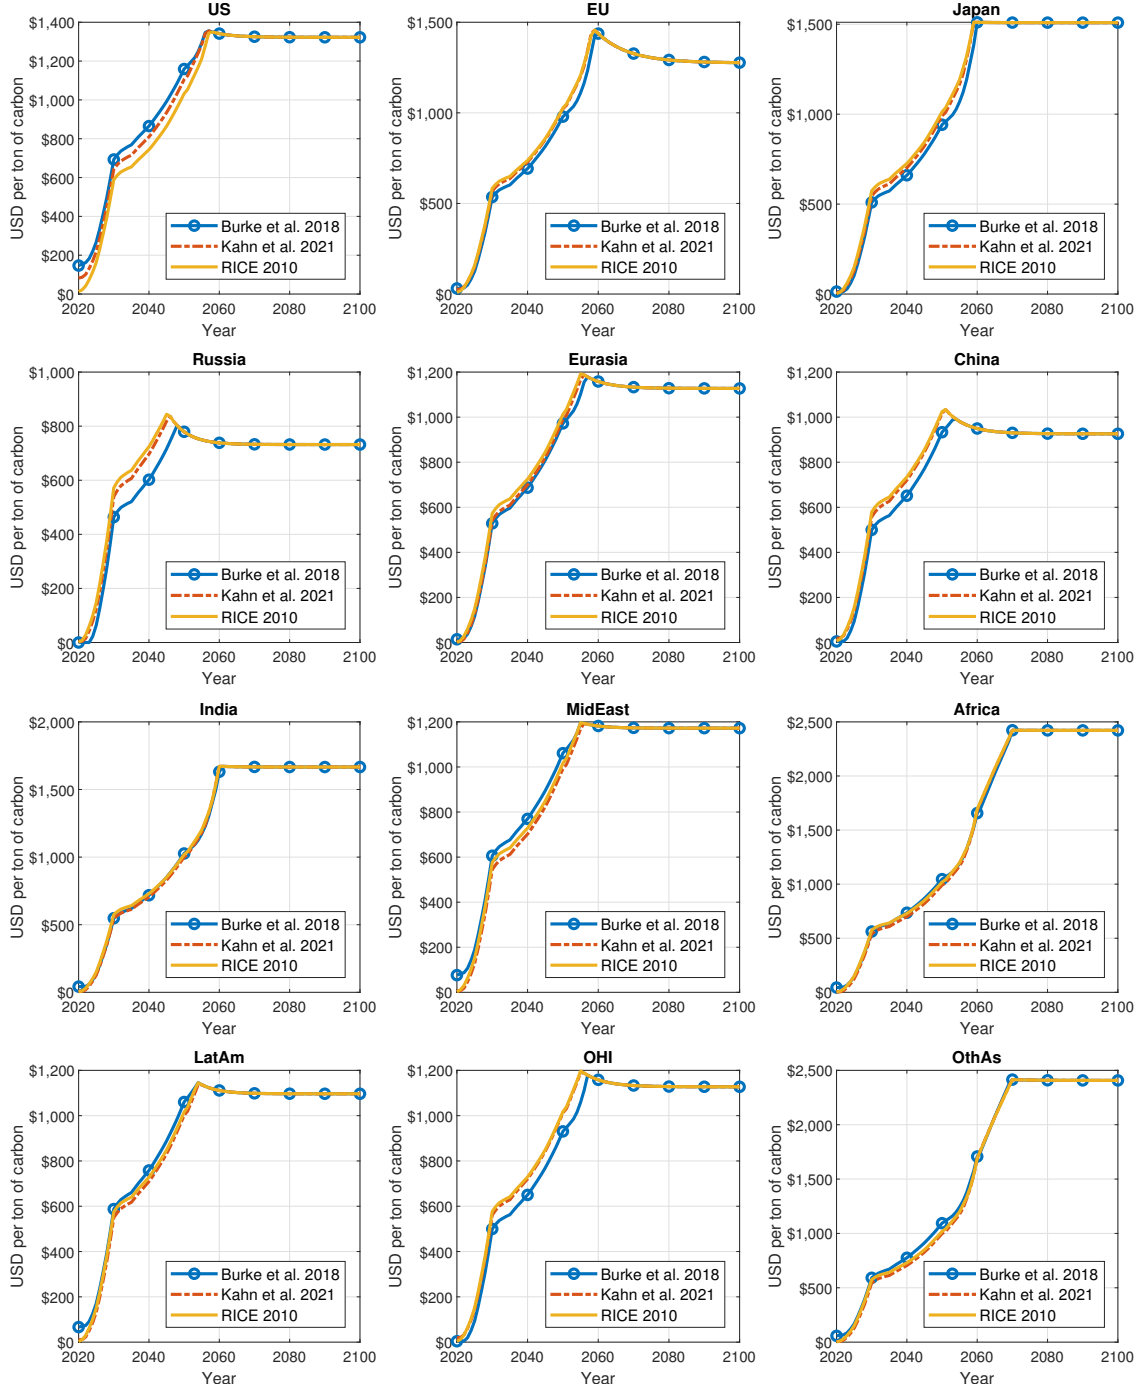 US
USD per ton of carbon
$1,400
$1,200
$1,000
$800
$600
$400
$200
$0
2020 2040 2060 2080 2100
Year
Burke et al. 2018
Kahn et al. 2021
RICE 2010
EU
USD per ton of carbon
$1,500
$1,000
$500
$0
2020 2040 2060 2080 2100
Year
Burke et al. 2018
Kahn et al. 2021
RICE 2010
Japan
USD per ton of carbon
$1,500
$1,000
$500
$0
2020 2040 2060 2080 2100
Year
Burke et al. 2018
Kahn et al. 2021
RICE 2010
Russia
USD per ton of carbon
$1,000
$800
$600
$400
$200
$0
2020 2040 2060 2080 2100
Year
Burke et al. 2018
Kahn et al. 2021
RICE 2010
Eurasia
USD per ton of carbon
$1,200
$1,000
$800
$600
$400
$200
$0
2020 2040 2060 2080 2100
Year
Burke et al. 2018
Kahn et al. 2021
RICE 2010
China
USD per ton of carbon
$1,200
$1,000
$800
$600
$400
$200
$0
2020 2040 2060 2080 2100
Year
Burke et al. 2018
Kahn et al. 2021
RICE 2010
India
USD per ton of carbon
$2,000
$1,500
$1,000
$500
$0
2020 2040 2060 2080 2100
Year
Burke et al. 2018
Kahn et al. 2021
RICE 2010
MidEast
USD per ton of carbon
$1,200
$1,000
$800
$600
$400
$200
$0
2020 2040 2060 2080 2100
Year
Burke et al. 2018
Kahn et al. 2021
RICE 2010
Africa
USD per ton of carbon
$2,500
$2,000
$1,500
$1,000
$500
$0
2020 2040 2060 2080 2100
Year
Burke et al. 2018
Kahn et al. 2021
RICE 2010
LatAm
USD per ton of carbon
$1,200
$1,000
$800
$600
$400
$200
$0
2020 2040 2060 2080 2100
Year
Burke et al. 2018
Kahn et al. 2021
RICE 2010
OHI
USD per ton of carbon
$1,200
$1,000
$800
$600
$400
$200
$0
2020 2040 2060 2080 2100
Year
Burke et al. 2018
Kahn et al. 2021
RICE 2010
OthAs
USD per ton of carbon
$2,500
$2,000
$1,500
$1,000
$500
$0
2020 2040 2060 2080 2100
Year
Burke et al. 2018
Kahn et al. 2021
RICE 2010